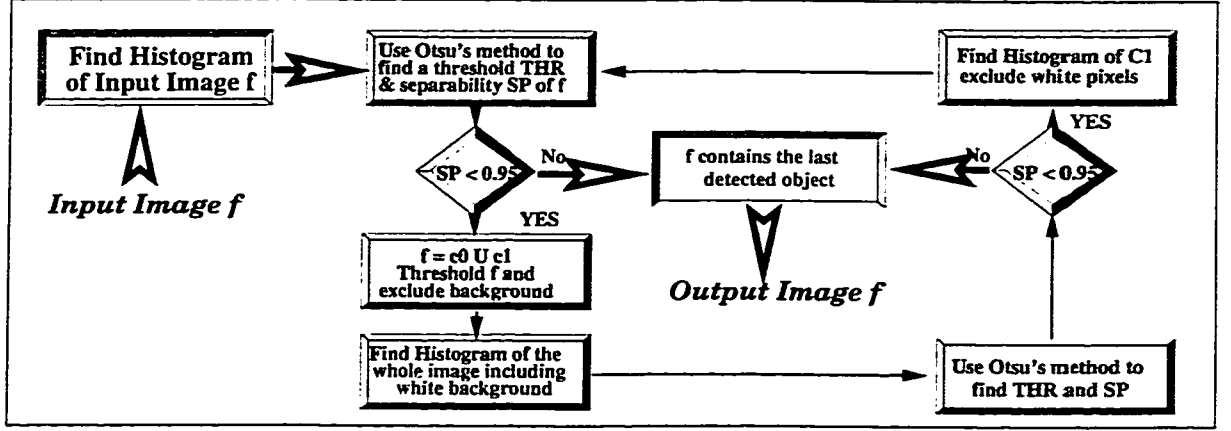 Find Histogram
of Input Image f
Input Image f
Use Otsu's method to
find a threshold THR
& separability SP of f
SP < 0.95
No
YES
f = c0 U c1
Threshold f and
exclude background
Find Histogram of the
whole image including
white background
Use Otsu's method to
find THR and SP
SP < 0.95
No
YES
Find Histogram of C1
exclude white pixels
f contains the last
detected object
Output Image f